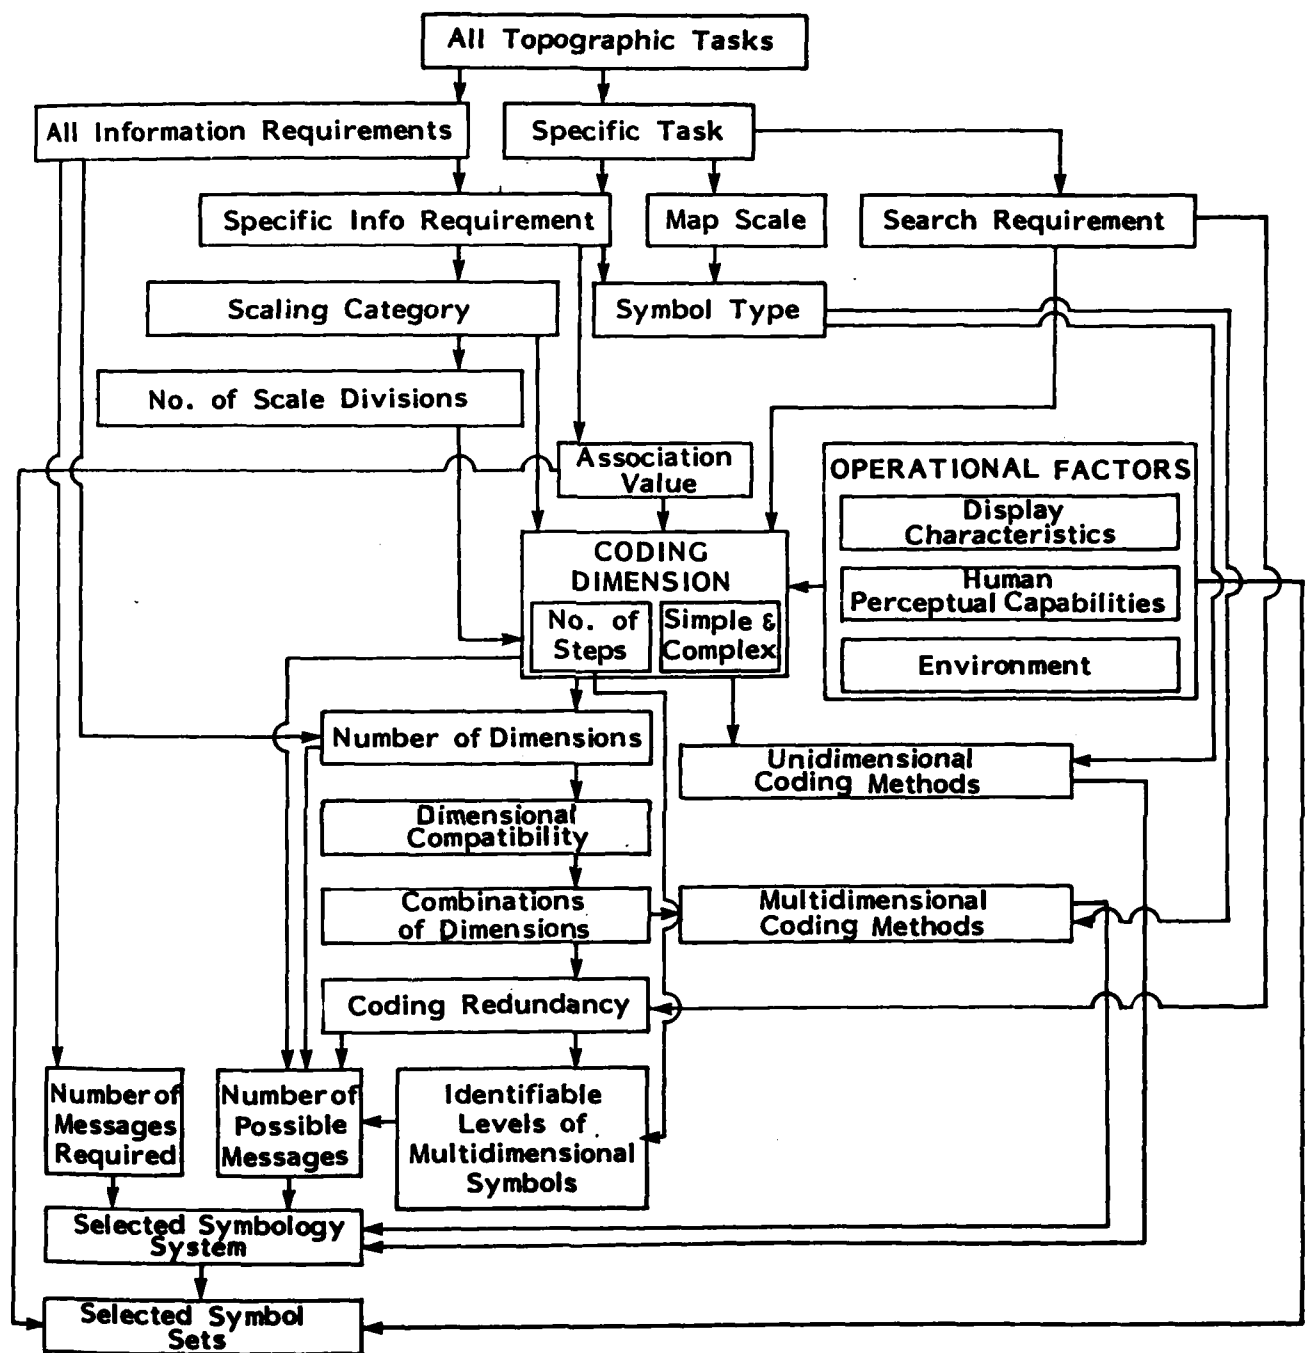 All Topographic Tasks
All Information Requirements
Specific Task
Specific Info Requirement
Map Scale
Search Requirement
Scaling Category
Symbol Type
No. of Scale Divisions
Association
Value
OPERATIONAL FACTORS
Display
Characteristics
Human
Perceptual Capabilities
Environment
CODING
DIMENSION
No. of
Steps
Simple &
Complex
Number of Dimensions
Unidimensional
Coding Methods
Dimensional
Compatibility
Combinations
of Dimensions
Multidimensional
Coding Methods
Coding Redundancy
Number of
Messages
Required
Number of
Possible
Messages
Identifiable
Levels of
Multidimensional
Symbols
Selected Symbology
System
Selected Symbol
Sets